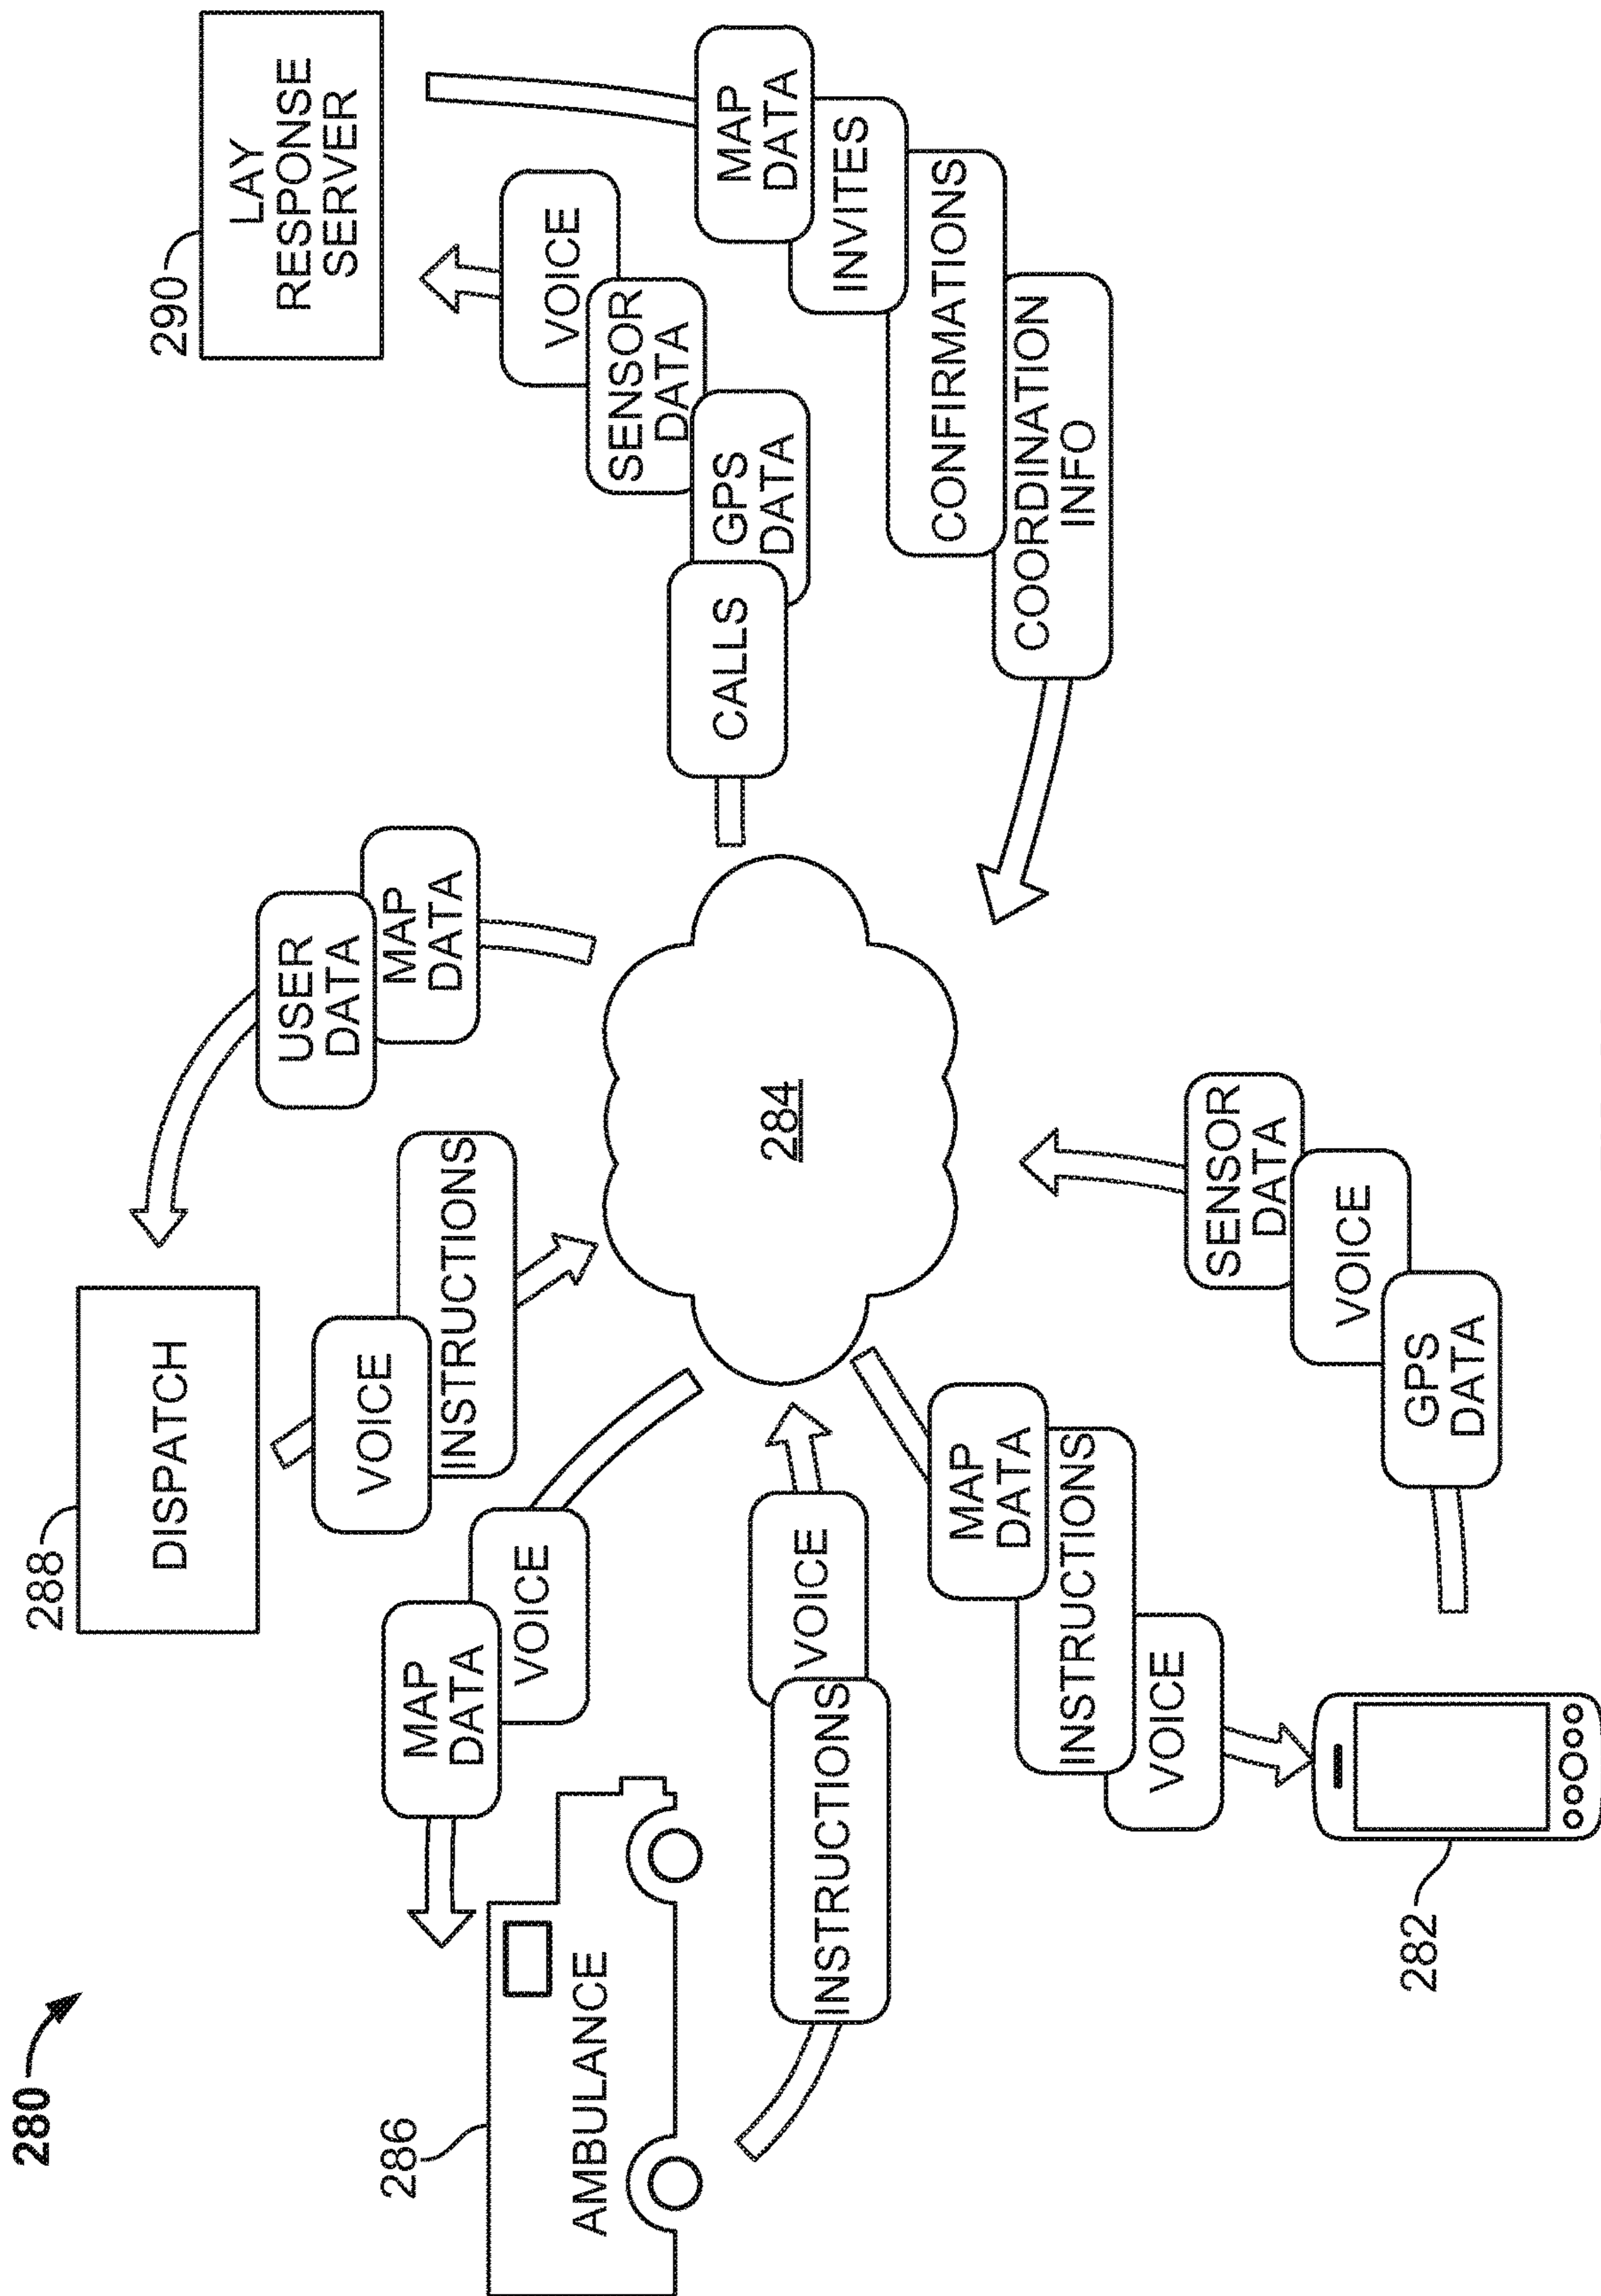 280
286
AMBULANCE
288
DISPATCH
290
LAY
RESPONSE
SERVER
MAP
DATA
VOICE
VOICE
INSTRUCTIONS
USER
DATA
MAP
DATA
VOICE
SENSOR
DATA
GPS
DATA
CALLS
MAP
DATA
INVITES
CONFIRMATIONS
COORDINATION
INFO
284
INSTRUCTIONS
VOICE
MAP
DATA
INSTRUCTIONS
VOICE
SENSOR
DATA
VOICE
GPS
DATA
282